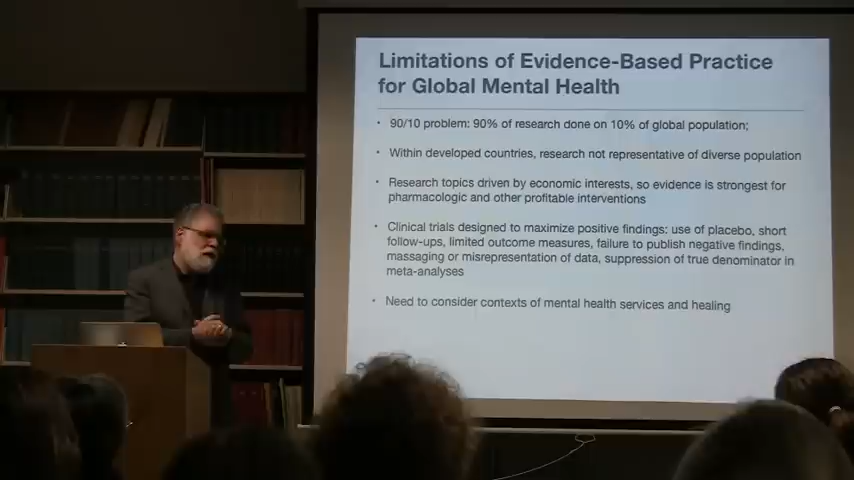 Limitations of Evidence-Based Practice
for Global Mental Health
• 90/10 problem: 90% of research done on 10% of global population;
• Within developed countries, research not representative of diverse population
• Research topics driven by economic interests, so evidence is strongest for
pharmacologic and other profitable interventions
• Clinical trials designed to maximize positive findings: use of placebo, short
follow-ups, limited outcome measures, failure to publish negative findings,
massaging or misrepresentation of data, suppression of true denominator in
meta-analyses
• Need to consider contexts of mental health services and healing